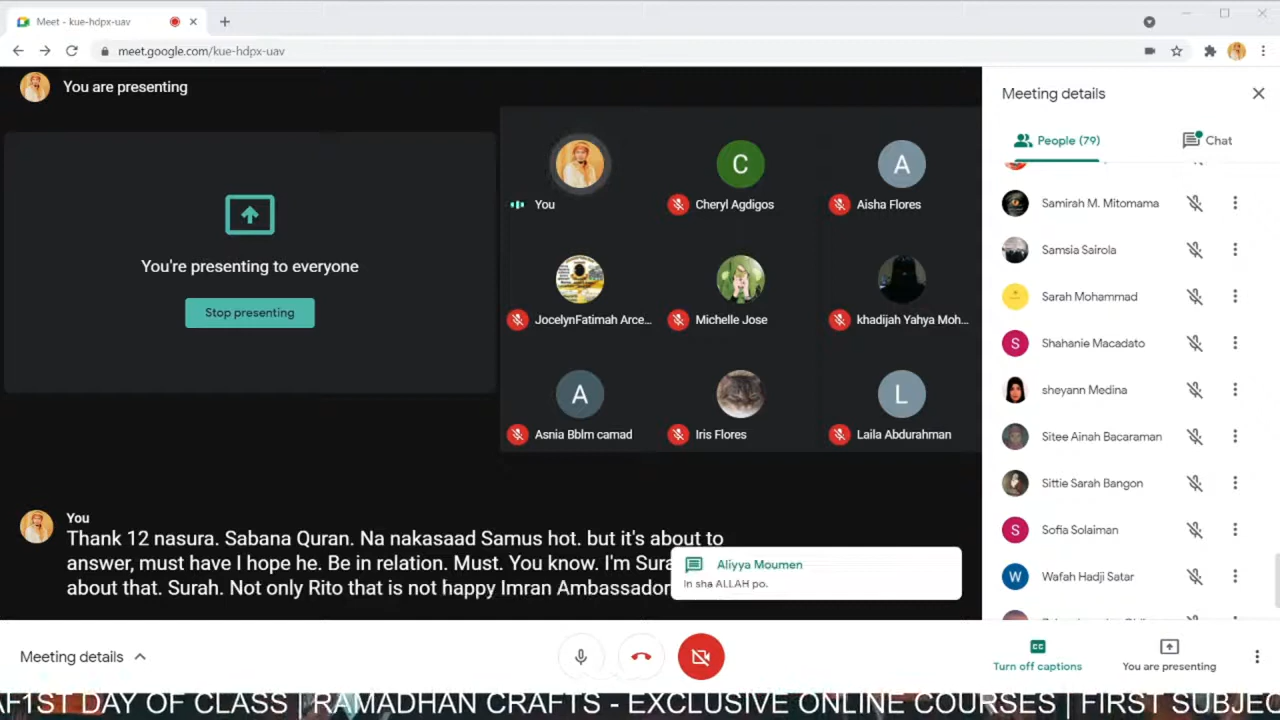 Meet - kue-hdpx-uav
meet.google.com/kue-hdpx-uav
You are presenting
You're presenting to everyone
Stop presenting
You
C
Cheryl Agdigos
A
Aisha Flores
JocelynFatimah Arce...
Michelle Jose
khadijah Yahya Moh...
A
Asnia Bblm camad
Iris Flores
L
Laila Abdurahman
You
Thank 12 nasura. Sabana Qiran. Na nakasaad Samus hot. but it's about to
answer, must have I hope he. Be in relation. Must. You know. I'm Sura
about that. Surah. Not only Rito that is not happy Imran Ambassador
Aliyya Moumen
In sha ALLAH po.
Meeting details
People (79)
Chat
Samirah M. Mitomama
Samsia Sairola
Sarah Mohammad
S
Shahanie Macadato
sheyann Medina
Sitee Ainah Bacaraman
Sittie Sarah Bangon
S
Sofia Solaiman
W
Wafah Hadji Satar
Meeting details
CC
Turn off captions
You are presenting
1ST DAY OF CLASS | RAMADHAN CRAFTS - EXCLUSIVE ONLINE COURSES | FIRST SUBJEC